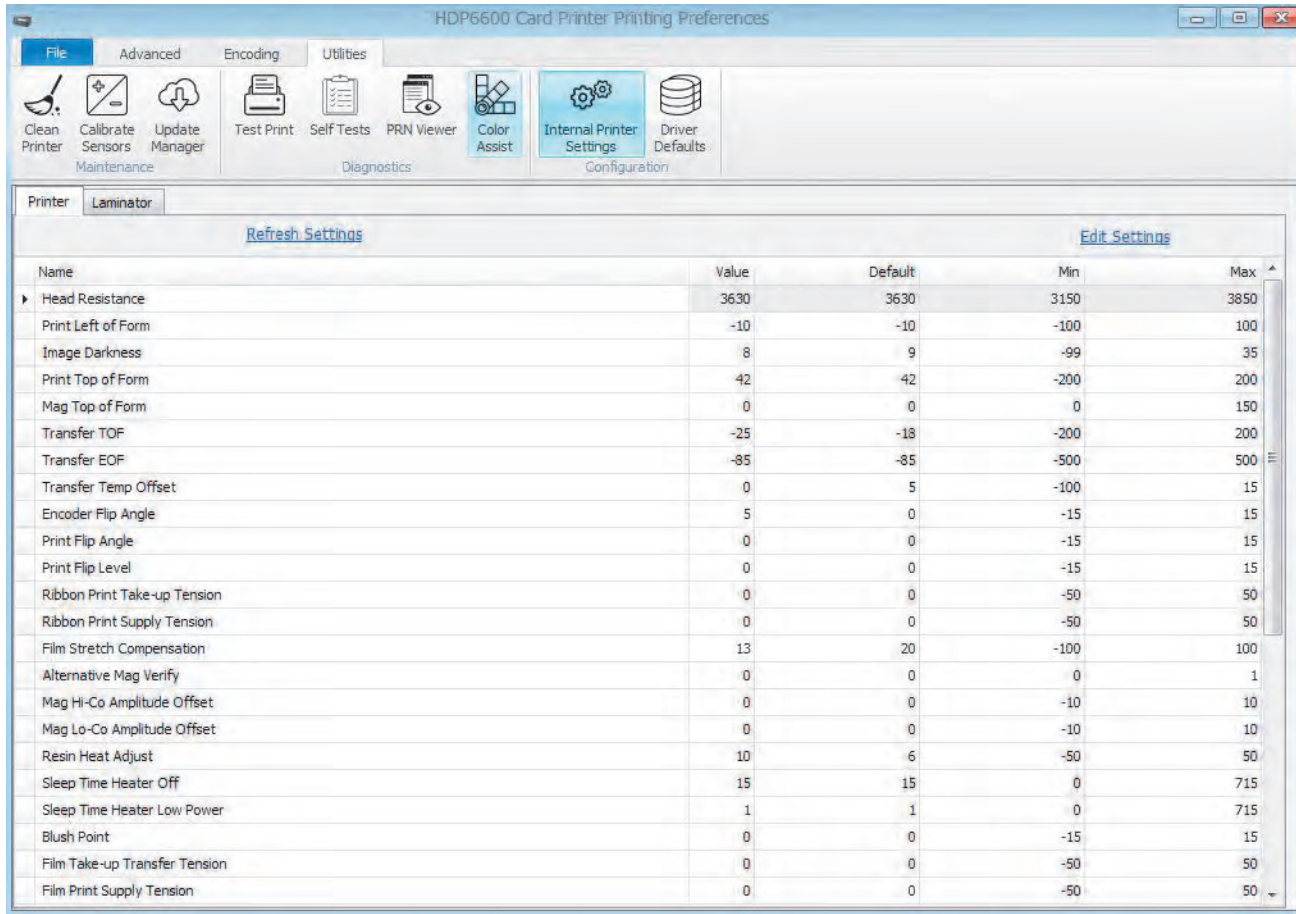 HDP6600 Card Printer Printing Preferences
File Advanced Encoding Utilities
Clean Printer Calibrate Sensors Update Manager Test Print Self Tests PRN Viewer Color Assist Internal Printer Settings Driver Defaults
Maintenance Diagnostics Configuration
Printer Laminator
Refresh Settings Edit Settings
Name Value Default Min Max
Head Resistance 3630 3630 3150 3850
Print Left of Form -10 -10 -100 100
Image Darkness 8 9 -99 35
Print Top of Form 42 42 -200 200
Mag Top of Form 0 0 0 150
Transfer TOF -25 -18 -200 200
Transfer EOF -85 -85 -500 500
Transfer Temp Offset 0 5 -100 15
Encoder Flip Angle 5 0 -15 15
Print Flip Angle 0 0 -15 15
Print Flip Level 0 0 -15 15
Ribbon Print Take-up Tension 0 0 -50 50
Ribbon Print Supply Tension 0 0 -50 50
Film Stretch Compensation 13 20 -100 100
Alternative Mag Verify 0 0 0 1
Mag Hi-Co Amplitude Offset 0 0 -10 10
Mag Lo-Co Amplitude Offset 0 0 -10 10
Resin Heat Adjust 10 6 -50 50
Sleep Time Heater Off 15 15 0 715
Sleep Time Heater Low Power 1 1 0 715
Blush Point 0 0 -15 15
Film Take-up Transfer Tension 0 0 -50 50
Film Print Supply Tension 0 0 -50 50